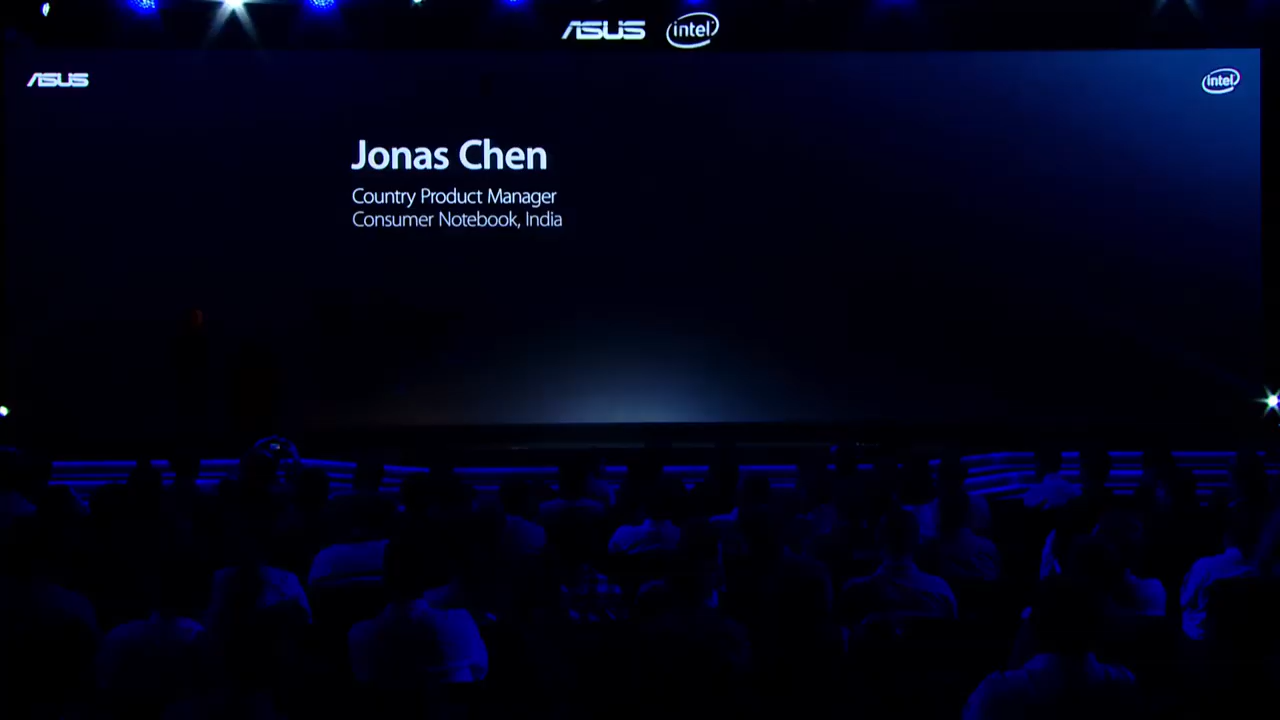 ASUS intel
ASUS
intel
Jonas Chen
Country Product Manager
Consumer Notebook, India